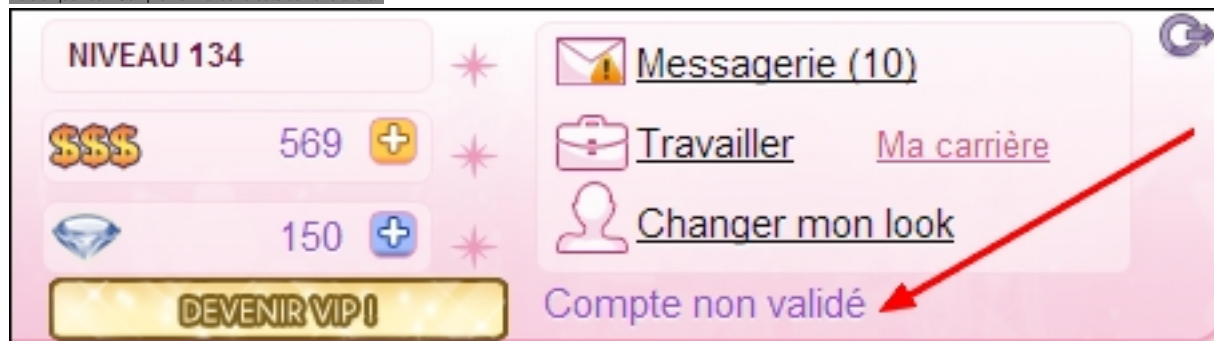 NIVEAU 134
$$$ 569
150
DEVENIR VIP!
Messagerie (10)
Travailler Ma carrière
Changer mon look
Compte non validé